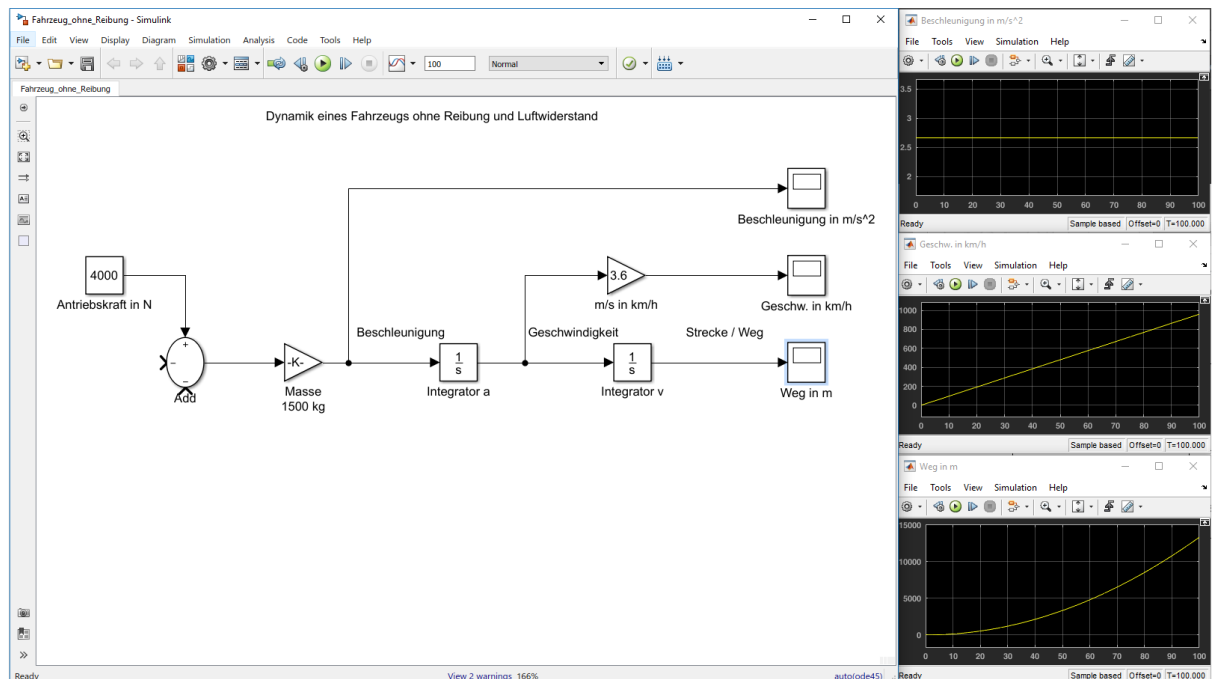 Fahrzeug_ohne_Reibung - Simulink
File Edit View Display Diagram Simulation Analysis Code Tools Help
100 Normal
Fahrzeug_ohne_Reibung
Dynamik eines Fahrzeugs ohne Reibung und Luftwiderstand
Beschleunigung in m/s^2
4000
Antriebskraft in N
3.6
m/s in km/h
Geschw. in km/h
Beschleunigung
Geschwindigkeit
Strecke / Weg
+
−
−
Add
-K-
Masse
1500 kg
1
s
Integrator a
1
s
Integrator v
Weg in m
Ready View 2 warnings 166% auto(ode45)
Beschleunigung in m/s^2
File Tools View Simulation Help
3.5
3
2.5
2
0 10 20 30 40 50 60 70 80 90 100
Ready Sample based Offset=0 T=100.000
Geschw. in km/h
File Tools View Simulation Help
1000
800
600
400
200
0
0 10 20 30 40 50 60 70 80 90 100
Ready Sample based Offset=0 T=100.000
Weg in m
File Tools View Simulation Help
15000
10000
5000
0
0 10 20 30 40 50 60 70 80 90 100
Ready Sample based Offset=0 T=100.000